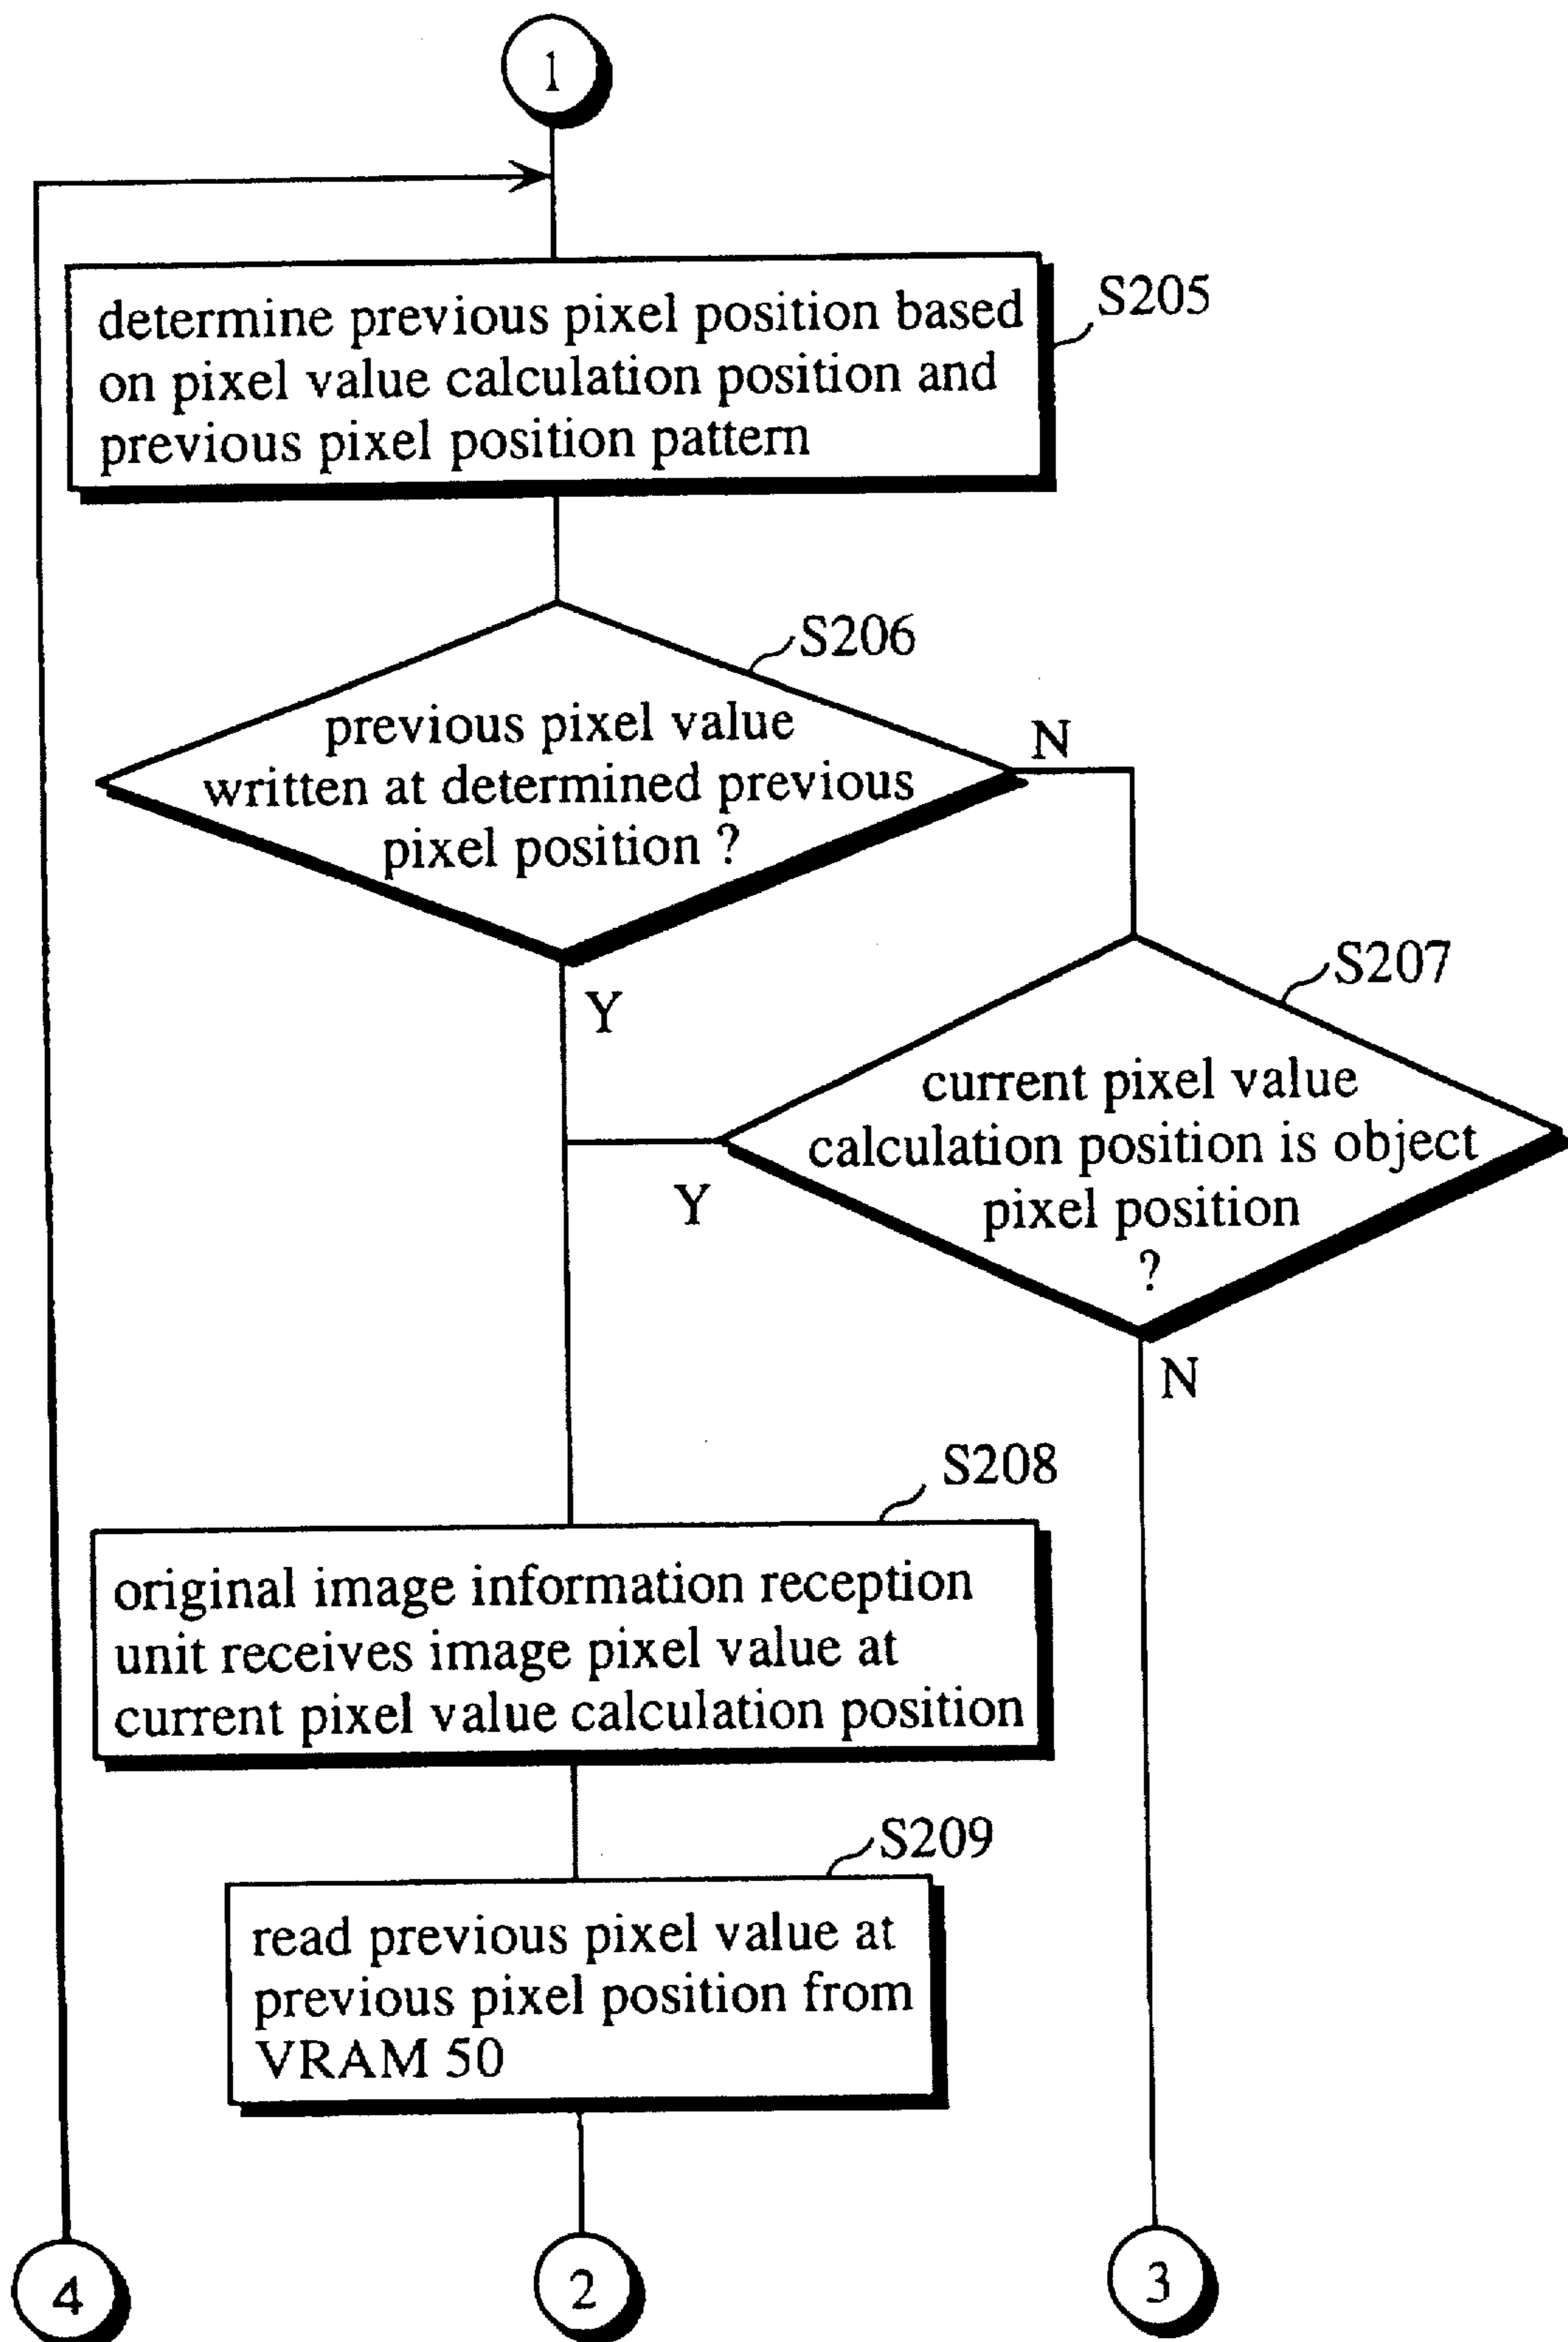 1
determine previous pixel position based
on pixel value calculation position and
previous pixel position pattern
S205
S206
previous pixel value
written at determined previous
pixel position ?
N
Y
S207
current pixel value
calculation position is object
pixel position
?
Y
N
S208
original image information reception
unit receives image pixel value at
current pixel value calculation position
S209
read previous pixel value at
previous pixel position from
VRAM 50
4
2
3